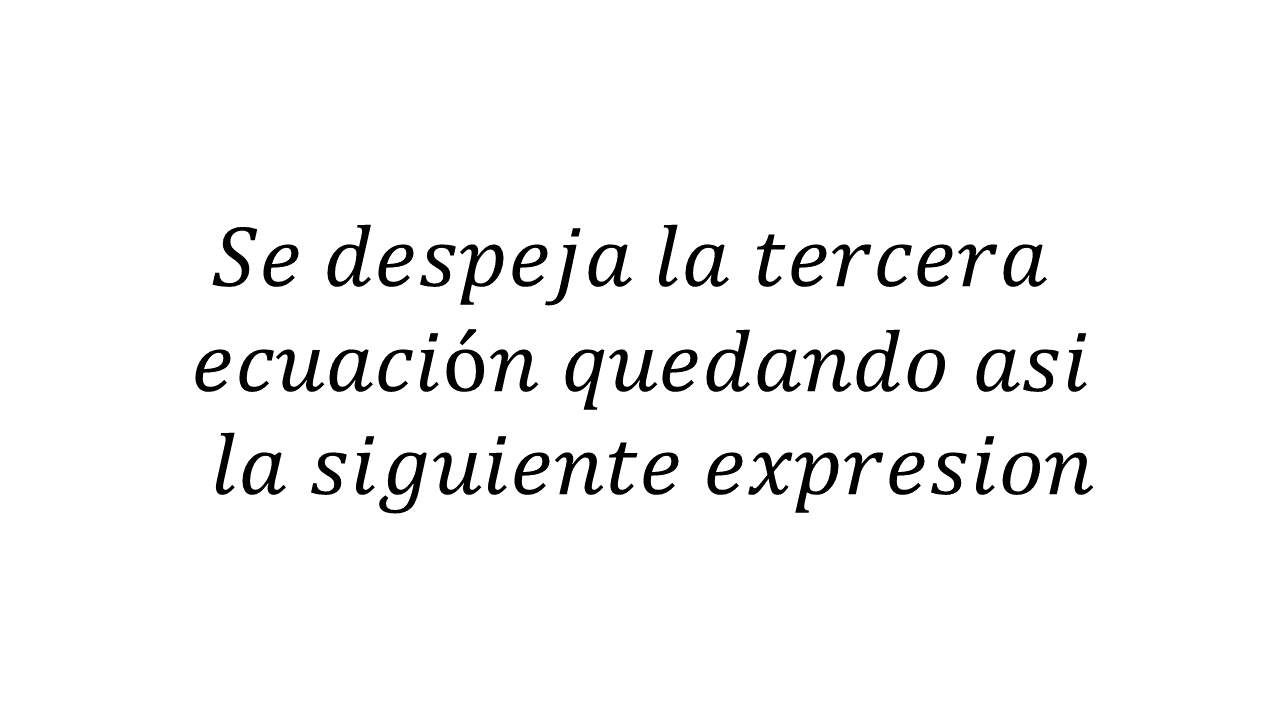 Se despeja la tercera
ecuación quedando asi
la siguiente expresion